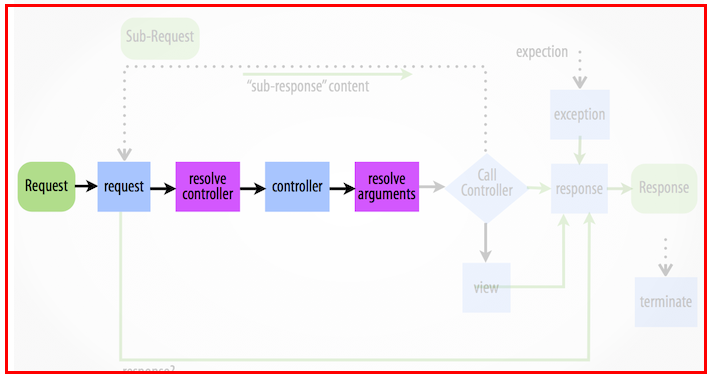 Sub-Request
expection
"sub-response" content
exception
Request
request
resolve
controller
controller
resolve
arguments
Call
Controller
response
Response
view
terminate
response?